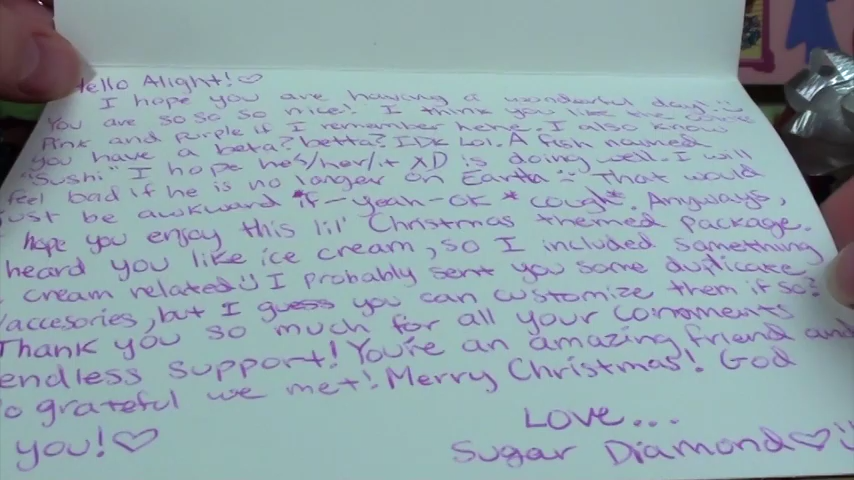 Hello Alight! ♡
I hope you are having a wonderful day! :)
You are so so so nice! I think you like the colors
Pink and purple if I remember hehe. I also know
you have a beta? betta? IDK Lol. A fish named
"Sushi" I hope he's/her/it XD is doing well. I will
feel bad if he is no longer on Earth :( That would
just be awkward *if-yeah-ok *cough*. Anyways,
hope you enjoy this lil' Christmas themed package.
heard you like ice cream, so I included something
cream related :) I probably sent you some duplicate
/accesories, but I guess you can customize them if so?
Thank you so much for all your comments
endless support! You're an amazing friend and
so grateful we met! Merry Christmas! God
you! ♡
Love...
Sugar Diamond ♡ :)